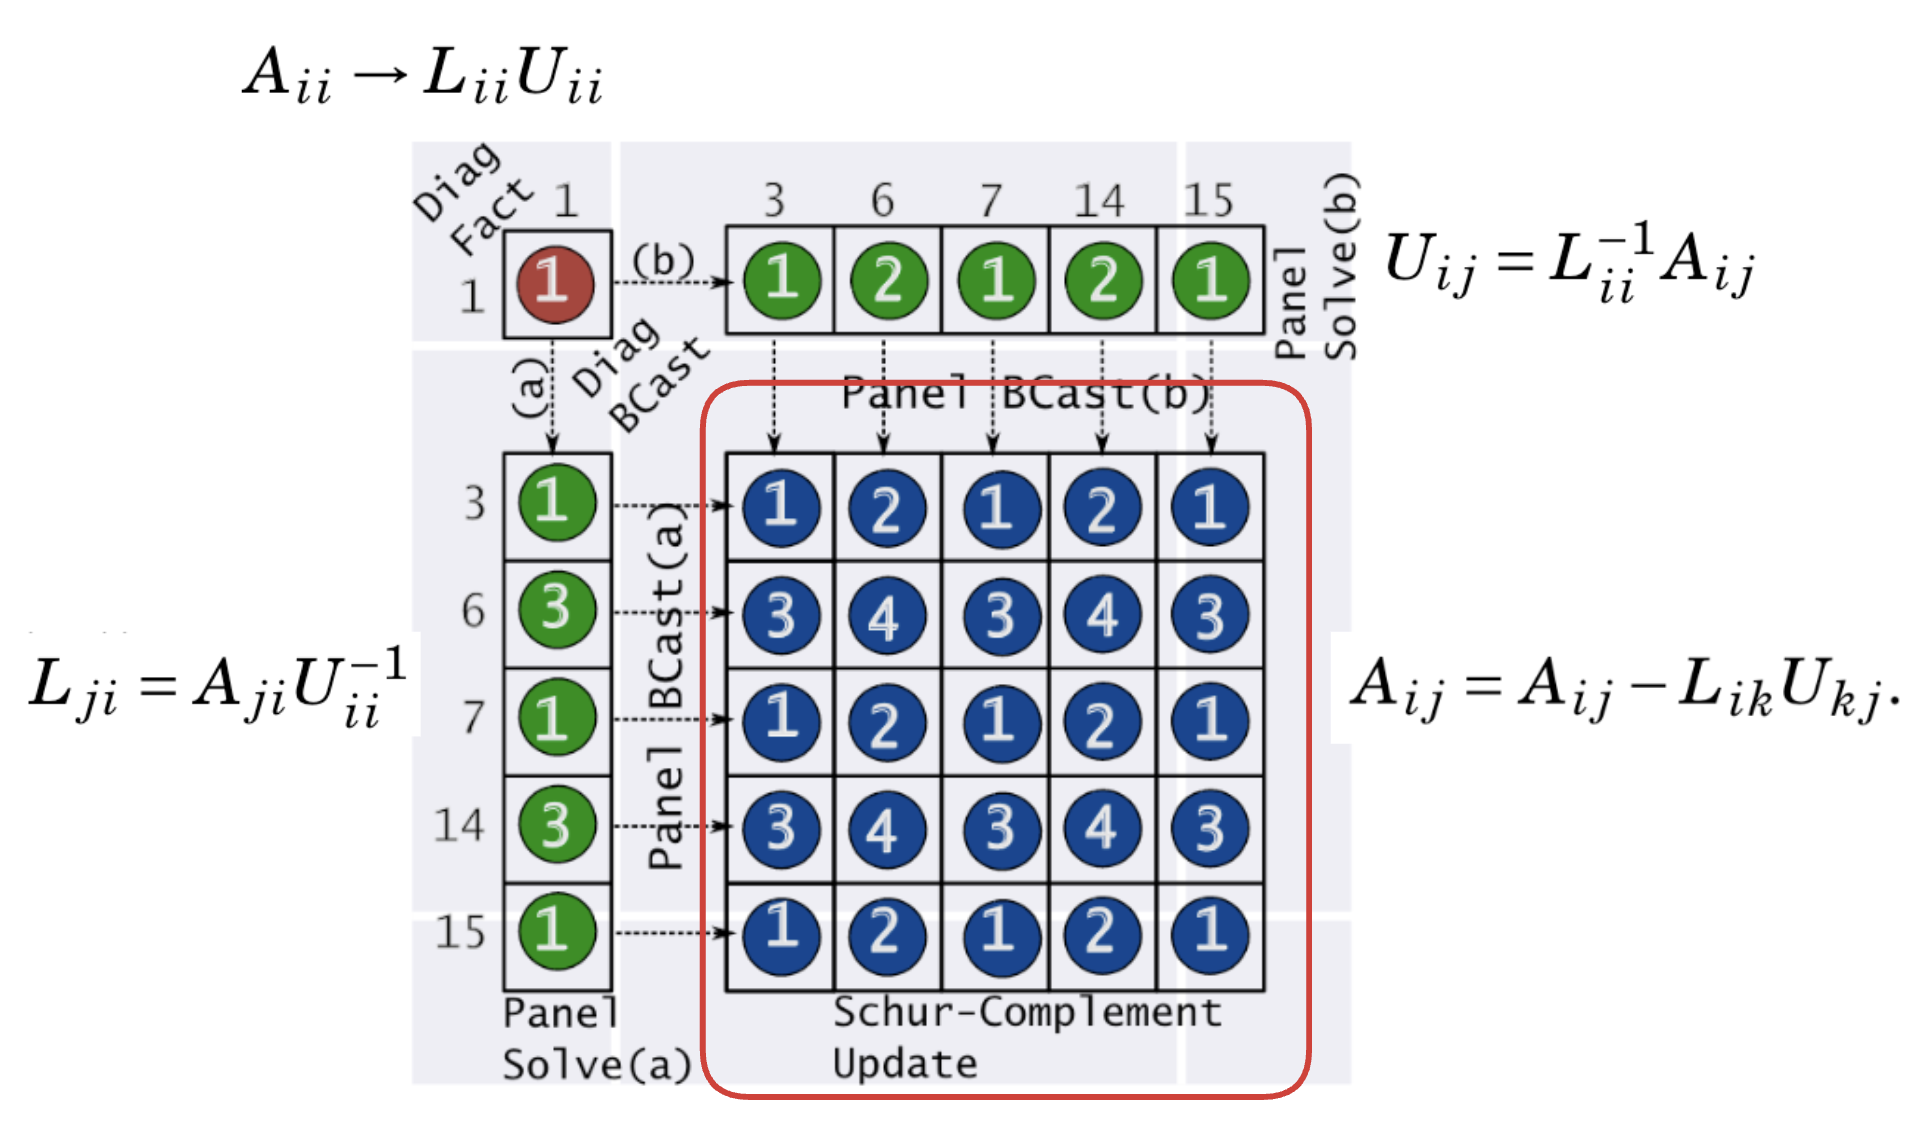 A_{ii} → L_{ii}U_{ii}
Diag
Fact
1
3 6 7 14 15
1
1
(b)
1 2 1 2 1
Panel
Solve(b)
U_{ij} = L_{ii}^{-1}A_{ij}
(a)
Diag
BCast
Panel BCast(b)
3
1
1 2 1 2 1
6
3
3 4 3 4 3
7
1
1 2 1 2 1
14
3
3 4 3 4 3
15
1
1 2 1 2 1
Panel BCast(a)
L_{ji} = A_{ji}U_{ii}^{-1}
A_{ij} = A_{ij} − L_{ik}U_{kj}.
Panel
Solve(a)
Schur-Complement
Update